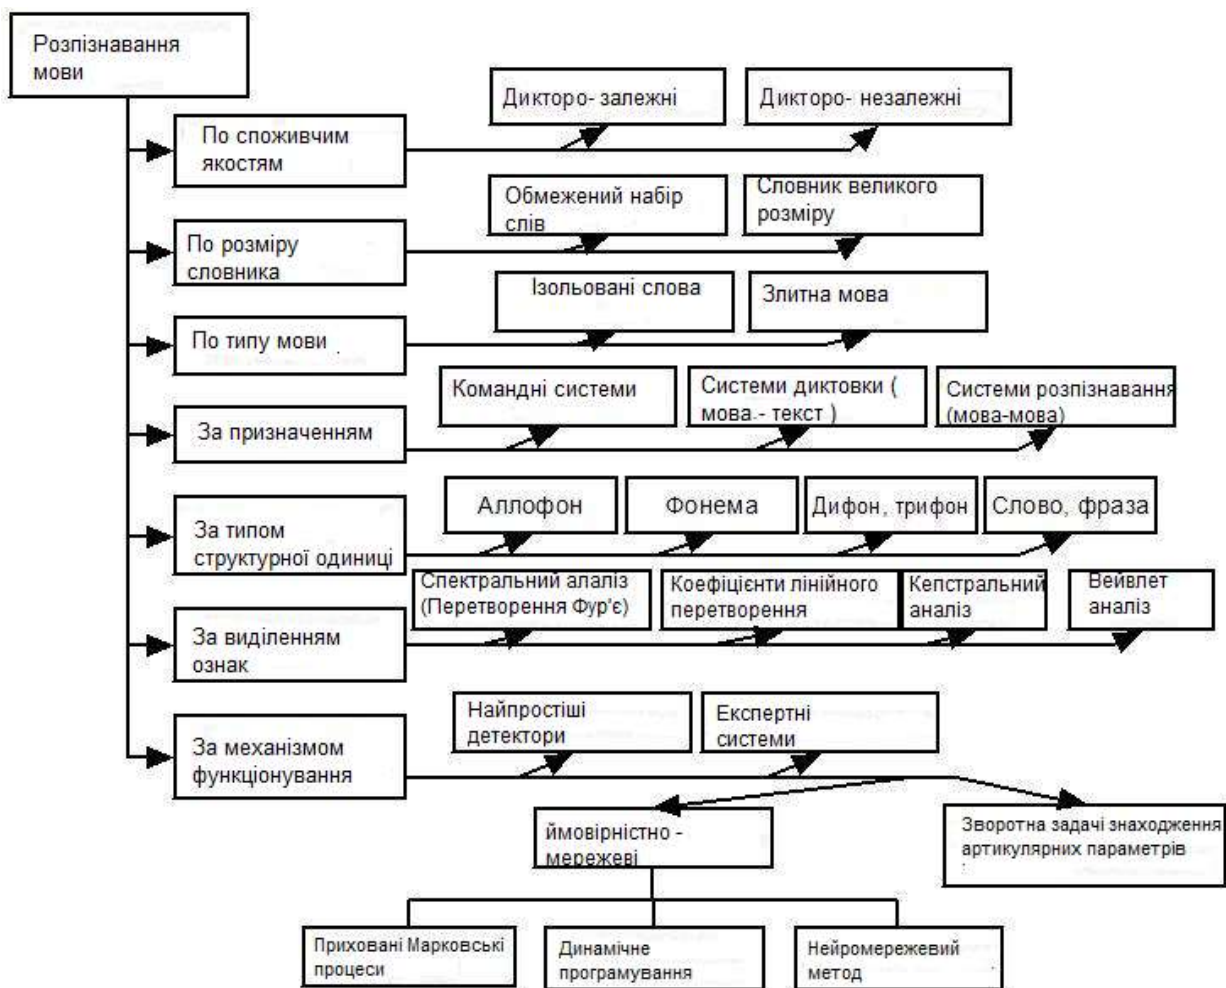 Розпізнавання
мови
Дикторо- залежні
Дикторо- незалежні
По споживчим
якостям
Обмежений набір
слів
Словник великого
розміру
По розміру
словника
Ізольовані слова
Злитна мова
По типу мови
Командні системи
Системи диктовки (
мова - текст )
Системи розпізнавання
(мова-мова)
За призначенням
Аллофон
Фонема
Дифон, трифон
Слово, фраза
За типом
структурної одиниці
Спектральний алаліз
(Перетворення Фур'є)
Коефіцієнти лінійного
перетворення
Кепстральний
аналіз
Вейвлет
аналіз
За виділенням
ознак
Найпростіші
детектори
Експертні
системи
За механізмом
функціонування
ймовірністно -
мережеві
Зворотна задачі знаходження
артикулярних параметрів
Приховані Марковські
процеси
Динамічне
програмування
Нейромережевий
метод